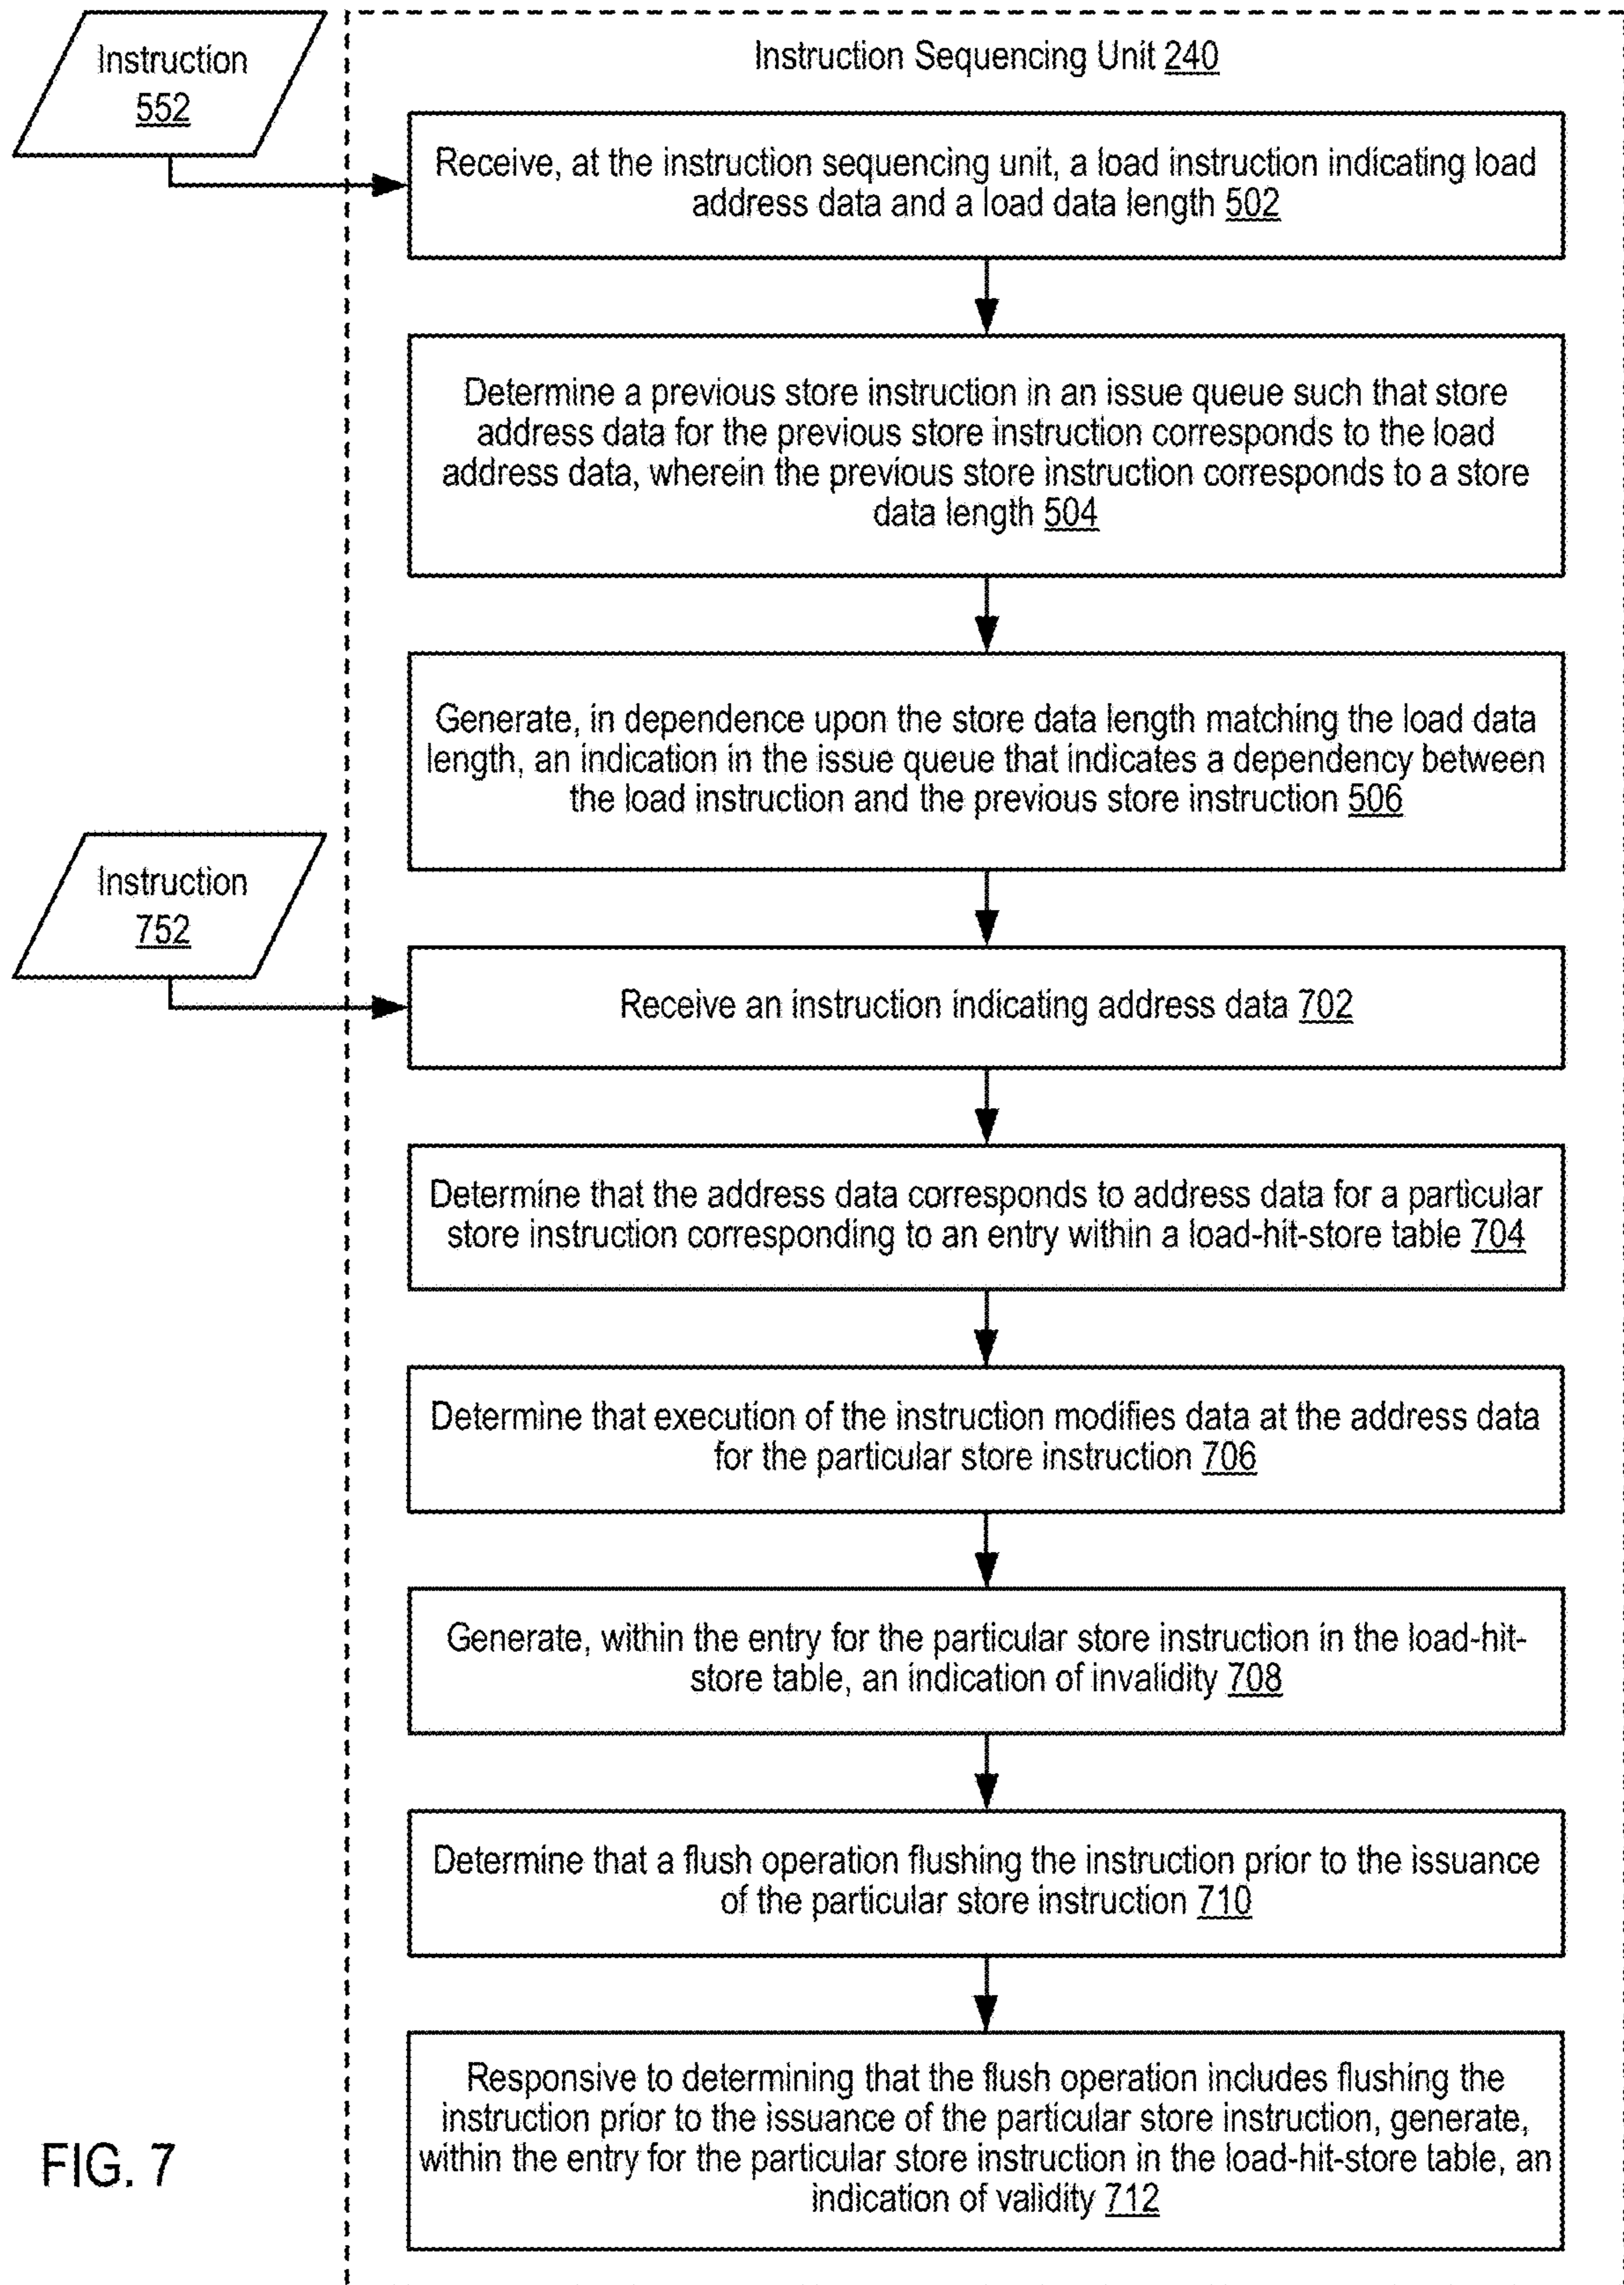 Instruction
552
Instruction Sequencing Unit 240
Receive, at the instruction sequencing unit, a load instruction indicating load
address data and a load data length 502
Determine a previous store instruction in an issue queue such that store
address data for the previous store instruction corresponds to the load
address data, wherein the previous store instruction corresponds to a store
data length 504
Generate, in dependence upon the store data length matching the load data
length, an indication in the issue queue that indicates a dependency between
the load instruction and the previous store instruction 506
Instruction
752
Receive an instruction indicating address data 702
Determine that the address data corresponds to address data for a particular
store instruction corresponding to an entry within a load-hit-store table 704
Determine that execution of the instruction modifies data at the address data
for the particular store instruction 706
Generate, within the entry for the particular store instruction in the load-hit-
store table, an indication of invalidity 708
Determine that a flush operation flushing the instruction prior to the issuance
of the particular store instruction 710
Responsive to determining that the flush operation includes flushing the
instruction prior to the issuance of the particular store instruction, generate,
within the entry for the particular store instruction in the load-hit-store table, an
indication of validity 712
FIG. 7